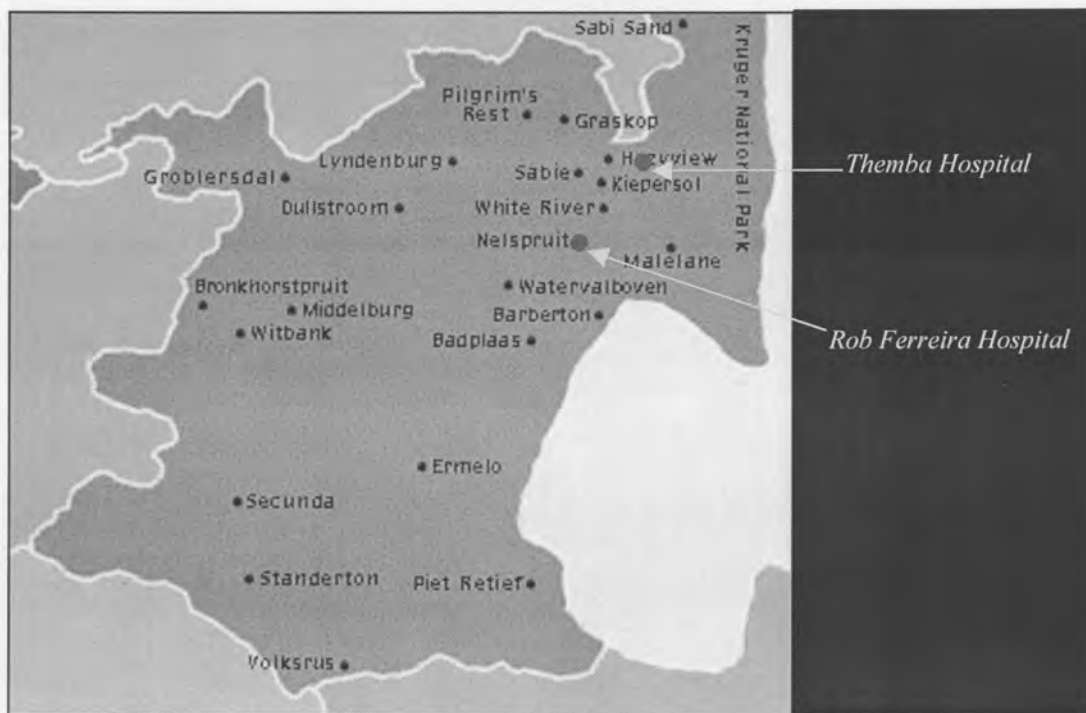 Sabi Sand
Kruger National Park
Pilgrim's
Rest
Graskop
Lyndenburg
Hazyview
Themba Hospital
Sabie
Groblersdal
Kiepersol
Dullstroom
White River
Nelspruit
Malelane
Bronkhorstpruit
Watervalboven
Middelburg
Barberton
Witbank
Badplaas
Rob Ferreira Hospital
Ermelo
Secunda
Standerton
Piet Retief
Volksrus